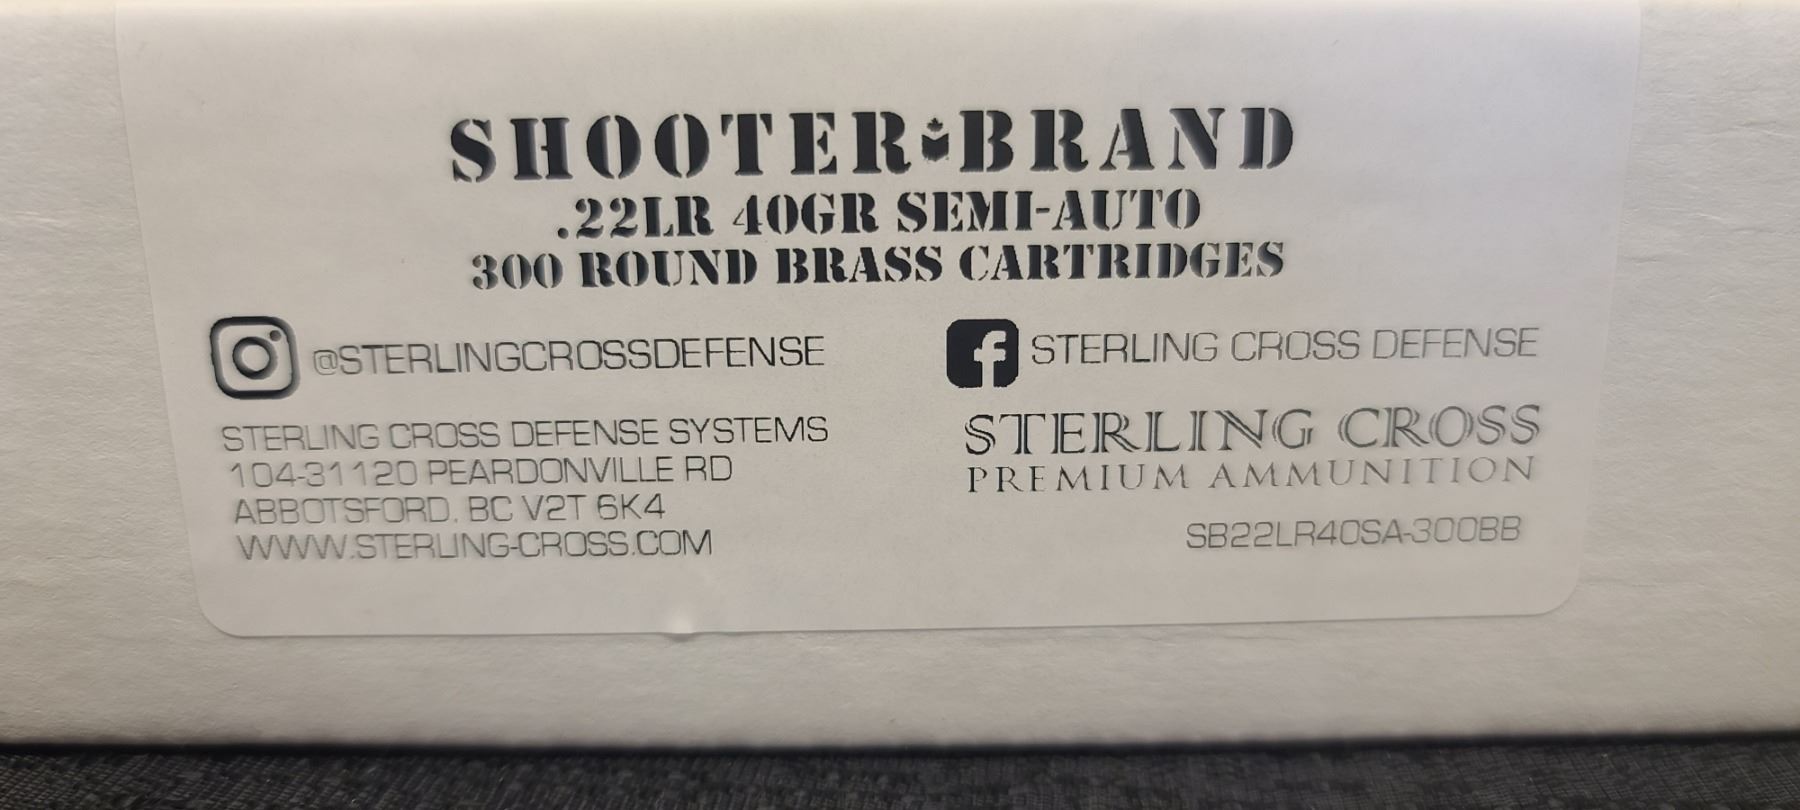 SHOOTER BRAND
.22LR 40GR SEMI-AUTO
300 ROUND BRASS CARTRIDGES
@STERLINGCROSSDEFENSE
STERLING CROSS DEFENSE
STERLING CROSS DEFENSE SYSTEMS
104-31120 PEARDONVILLE RD
ABBOTSFORD, BC V2T 6K4
WWW.STERLING-CROSS.COM
STERLING CROSS
PREMIUM AMMUNITION
SB22LR40SA-300BB